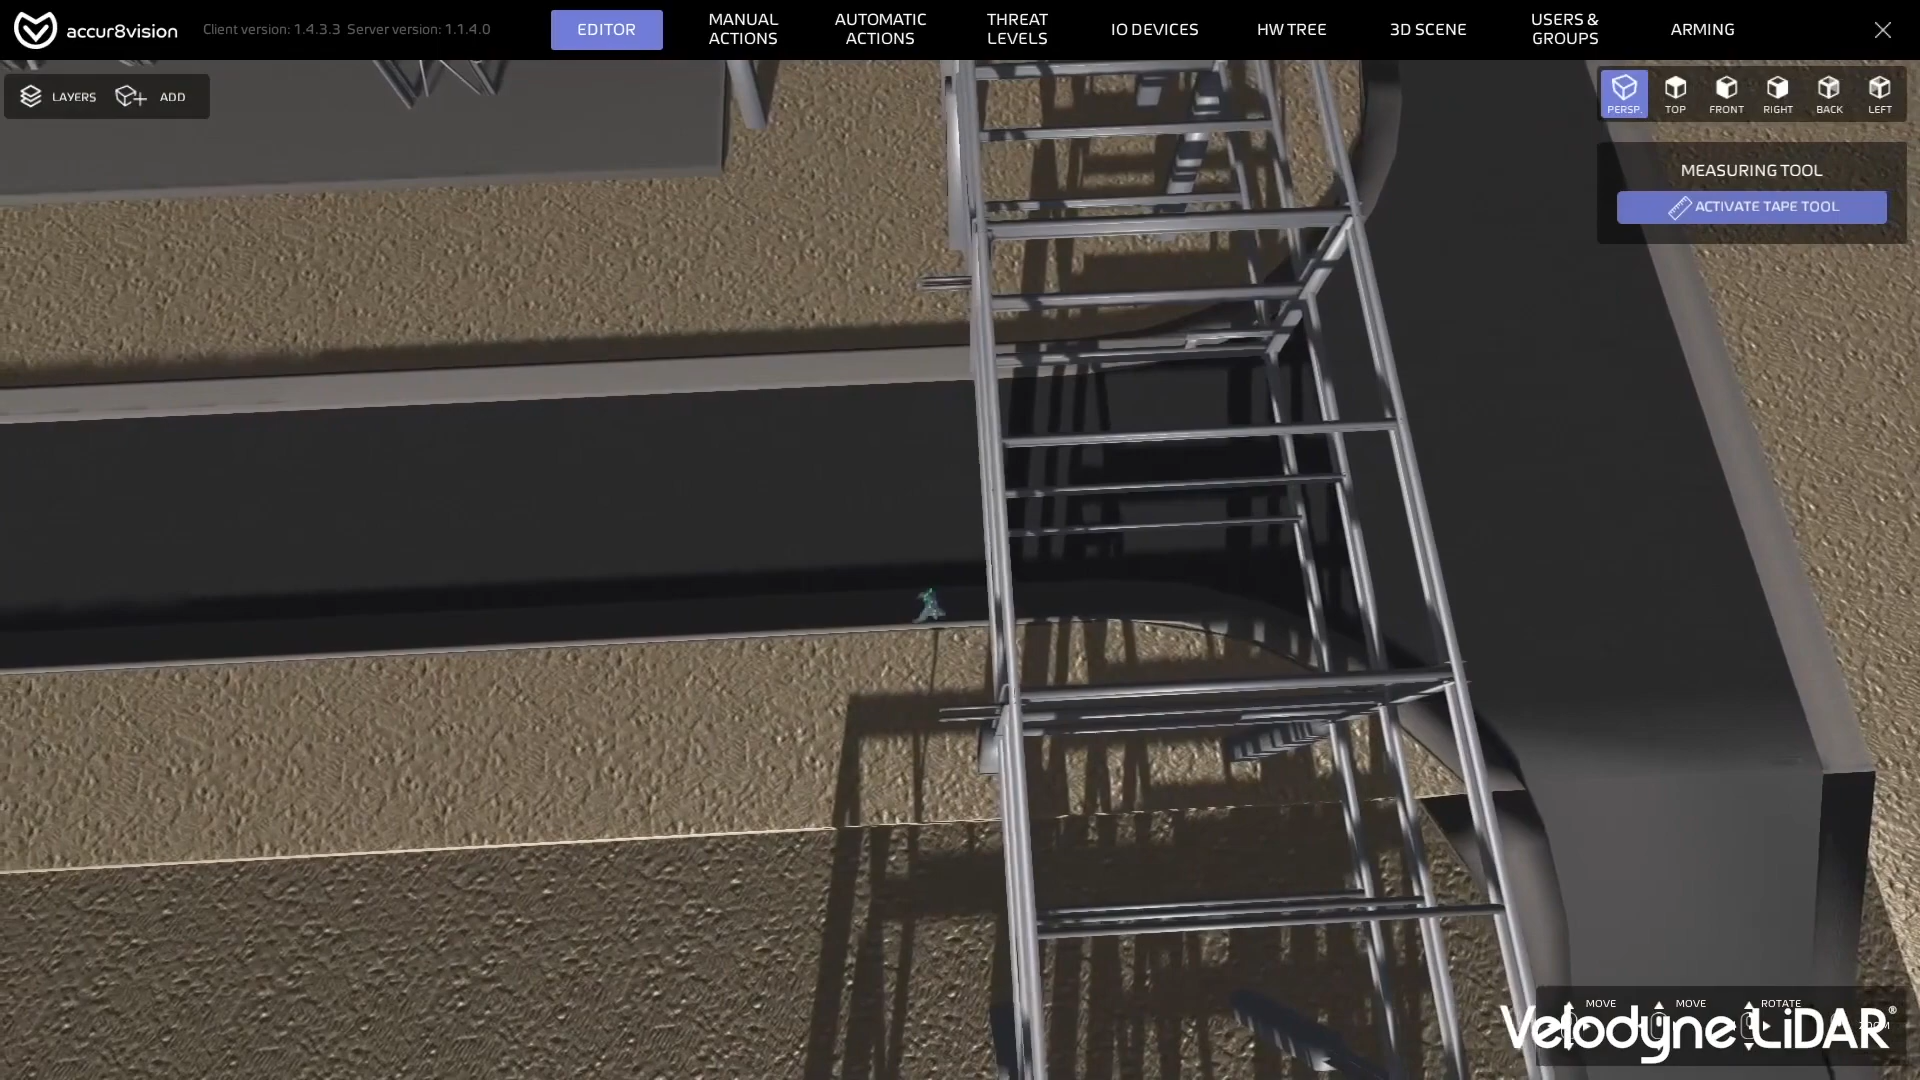 accur8vision
Client version: 1.4.3.3 Server version: 1.1.4.0
EDITOR
MANUAL
ACTIONS
AUTOMATIC
ACTIONS
THREAT
LEVELS
IO DEVICES
HW TREE
3D SCENE
USERS &
GROUPS
ARMING
LAYERS
ADD
PERSP.
TOP
FRONT
RIGHT
BACK
LEFT
MEASURING TOOL
ACTIVATE TAPE TOOL
MOVE
MOVE
ROTATE
Velodyne LiDAR®